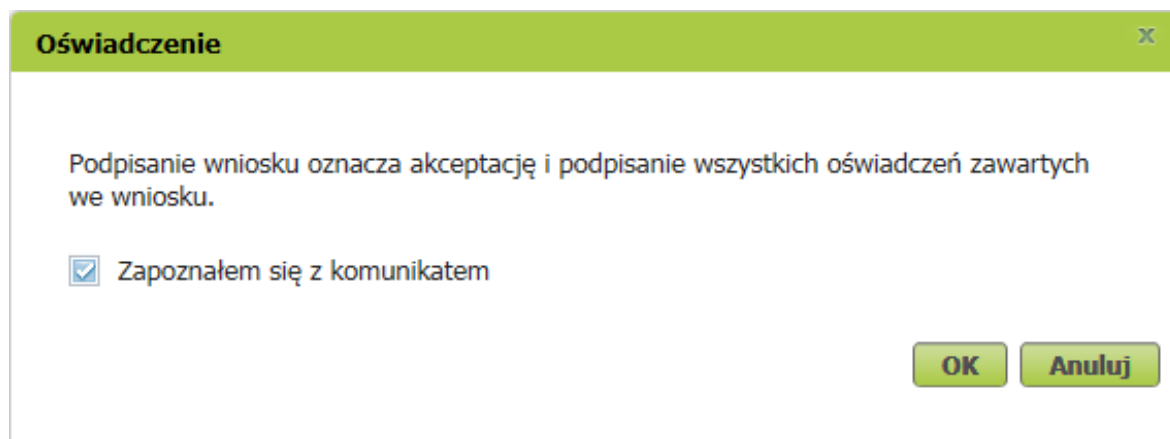 Oświadczenie
x
Podpisanie wniosku oznacza akceptację i podpisanie wszystkich oświadczeń zawartych
we wniosku.
Zapoznałem się z komunikatem
OK Anuluj